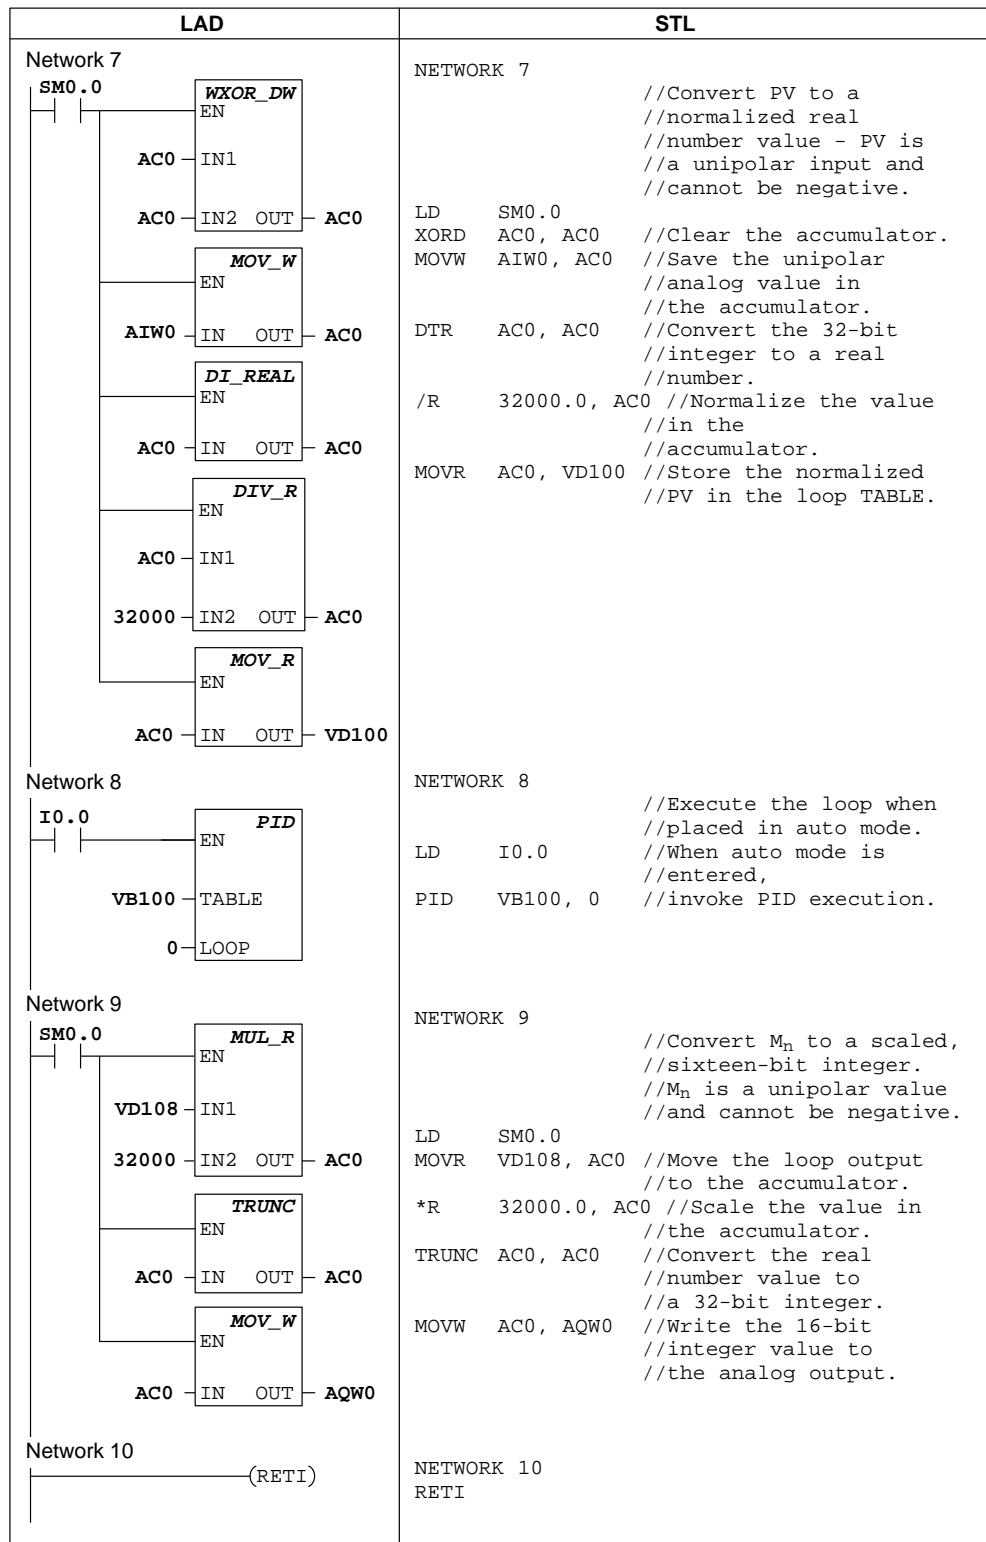 LAD
STL
Network 7
SM0.0
WXOR_DW
EN
AC0 IN1
AC0 IN2 OUT AC0
MOV_W
EN
AIW0 IN OUT AC0
DI_REAL
EN
AC0 IN OUT AC0
DIV_R
EN
AC0 IN1
32000 IN2 OUT AC0
MOV_R
EN
AC0 IN OUT VD100
NETWORK 7
//Convert PV to a
//normalized real
//number value - PV is
//a unipolar input and
//cannot be negative.
LD SM0.0
XORD AC0, AC0 //Clear the accumulator.
MOVW AIW0, AC0 //Save the unipolar
//analog value in
//the accumulator.
DTR AC0, AC0 //Convert the 32-bit
//integer to a real
//number.
/R 32000.0, AC0 //Normalize the value
//in the
//accumulator.
MOVR AC0, VD100 //Store the normalized
//PV in the loop TABLE.
Network 8
I0.0
PID
EN
VB100 TABLE
0 LOOP
NETWORK 8
//Execute the loop when
//placed in auto mode.
LD I0.0 //When auto mode is
//entered,
PID VB100, 0 //invoke PID execution.
Network 9
SM0.0
MUL_R
EN
VD108 IN1
32000 IN2 OUT AC0
TRUNC
EN
AC0 IN OUT AC0
MOV_W
EN
AC0 IN OUT AQW0
NETWORK 9
//Convert Mn to a scaled,
//sixteen-bit integer.
//Mn is a unipolar value
//and cannot be negative.
LD SM0.0
MOVR VD108, AC0 //Move the loop output
//to the accumulator.
*R 32000.0, AC0 //Scale the value in
//the accumulator.
TRUNC AC0, AC0 //Convert the real
//number value to
//a 32-bit integer.
MOVW AC0, AQW0 //Write the 16-bit
//integer value to
//the analog output.
Network 10
(RETI)
NETWORK 10
RETI